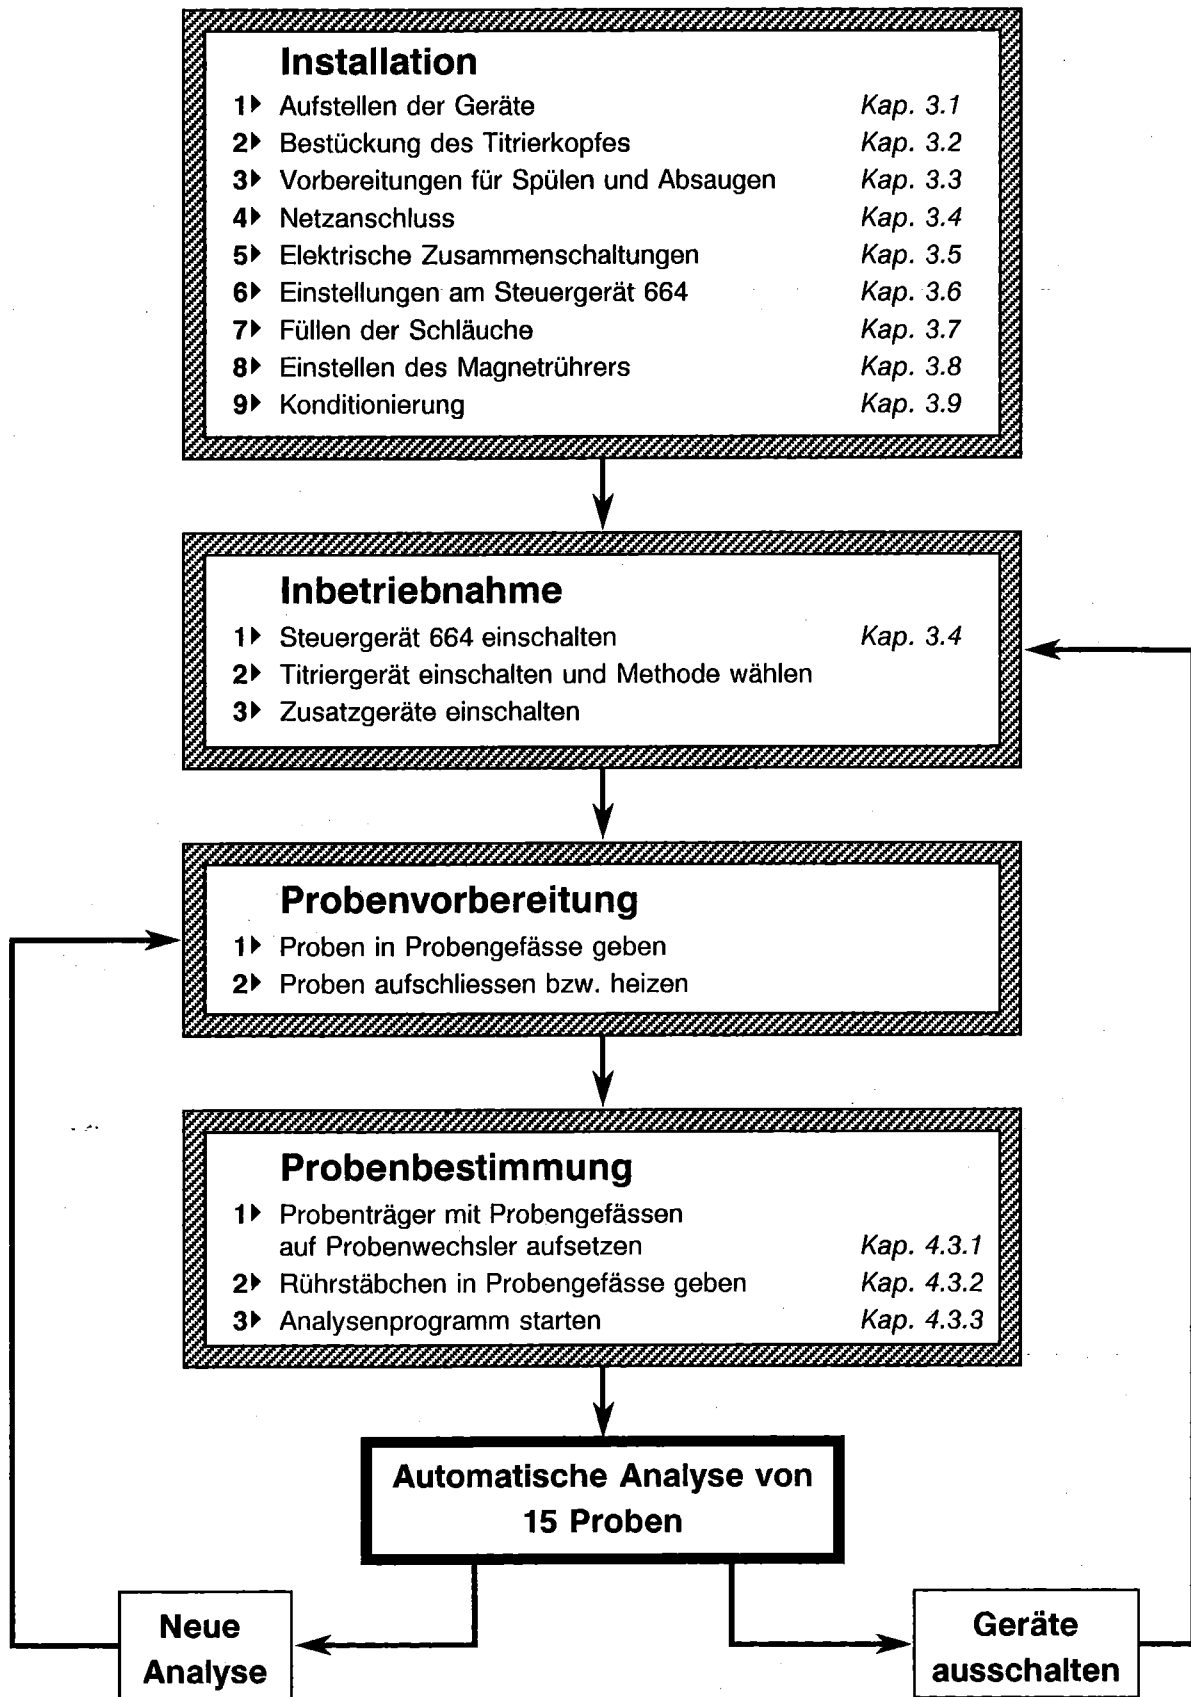 Installation
1▸ Aufstellen der Geräte Kap. 3.1
2▸ Bestückung des Titrierkopfes Kap. 3.2
3▸ Vorbereitungen für Spülen und Absaugen Kap. 3.3
4▸ Netzanschluss Kap. 3.4
5▸ Elektrische Zusammenschaltungen Kap. 3.5
6▸ Einstellungen am Steuergerät 664 Kap. 3.6
7▸ Füllen der Schläuche Kap. 3.7
8▸ Einstellen des Magnetrührers Kap. 3.8
9▸ Konditionierung Kap. 3.9
Inbetriebnahme
1▸ Steuergerät 664 einschalten Kap. 3.4
2▸ Titriergerät einschalten und Methode wählen
3▸ Zusatzgeräte einschalten
Probenvorbereitung
1▸ Proben in Probengefässe geben
2▸ Proben aufschliessen bzw. heizen
Probenbestimmung
1▸ Probenträger mit Probengefässen
auf Probenwechsler aufsetzen Kap. 4.3.1
2▸ Rührstäbchen in Probengefässe geben Kap. 4.3.2
3▸ Analysenprogramm starten Kap. 4.3.3
Automatische Analyse von
15 Proben
Neue
Analyse
Geräte
ausschalten